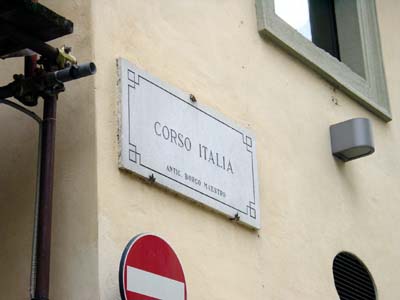 CORSO ITALIA
ANTIC. BORGO MAESTRO